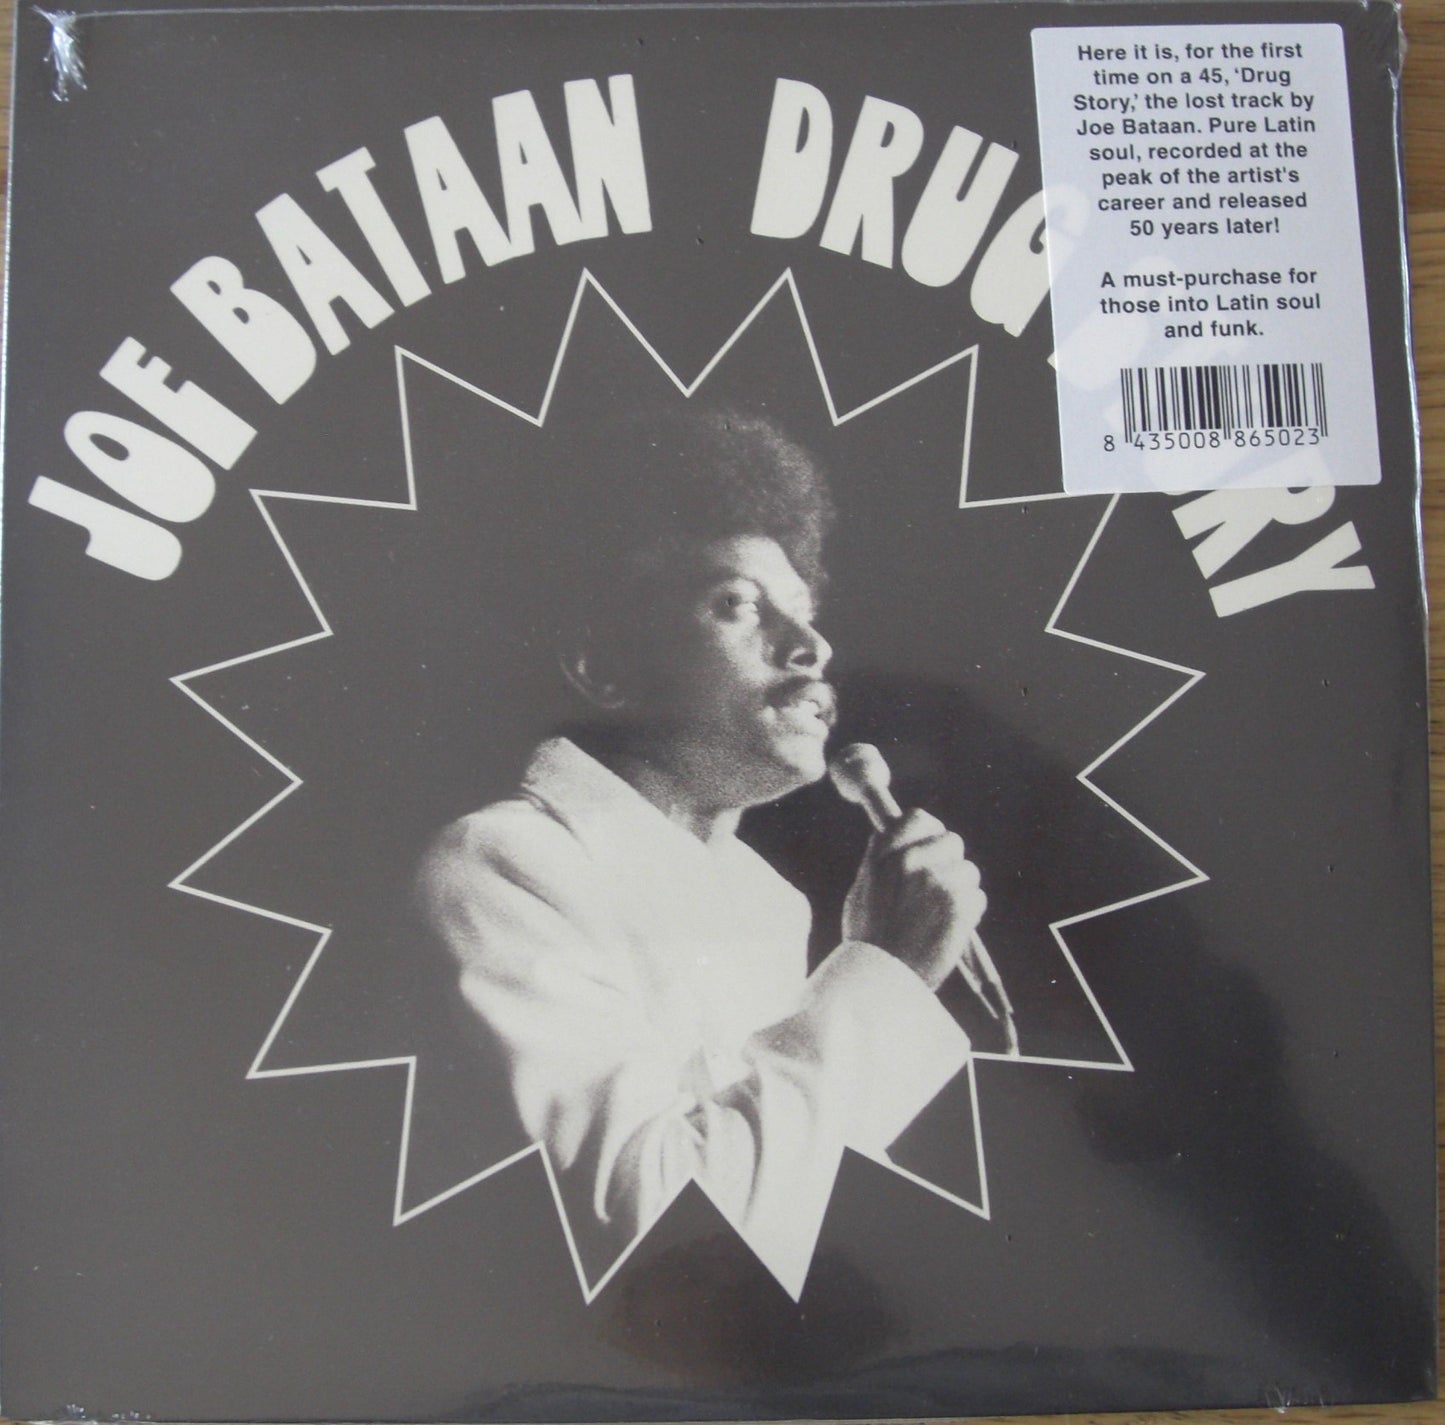 JOE BATAAN DRUG STORY
Here it is, for the first
time on a 45, ‘Drug
Story,’ the lost track by
Joe Bataan. Pure Latin
soul, recorded at the
peak of the artist's
career and released
50 years later!
A must-purchase for
those into Latin soul
and funk.
8 435008 865023